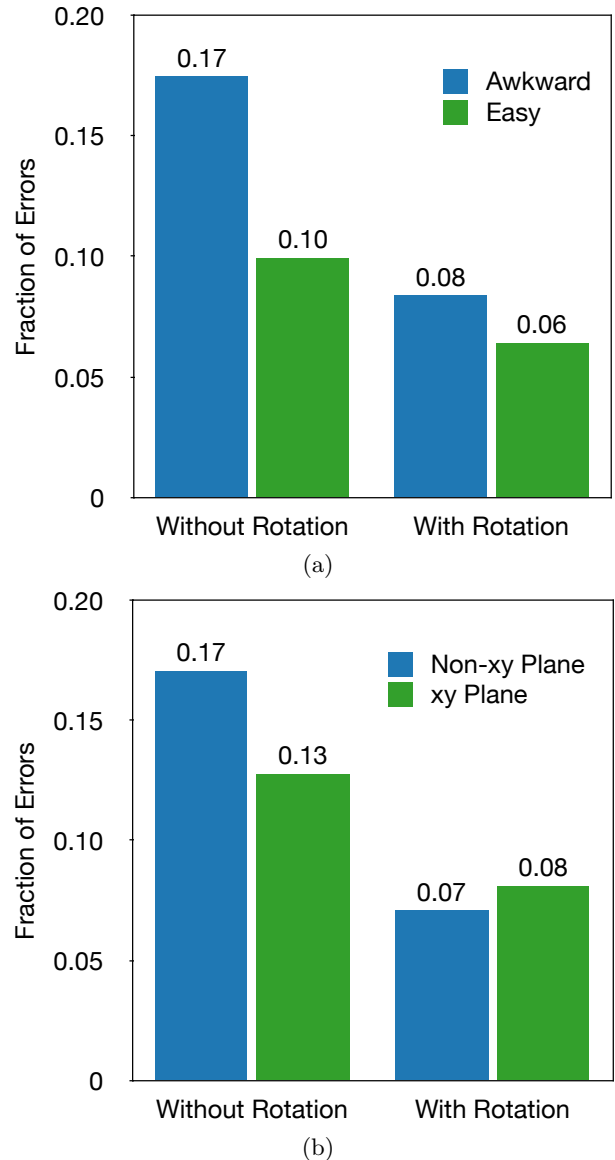 0.20
0.17
Awkward
Easy
0.15
Fraction of Errors
0.10
0.10
0.08
0.06
0.05
0
Without Rotation With Rotation
(a)
0.20
0.17
Non-xy Plane
xy Plane
0.15
0.13
Fraction of Errors
0.10
0.08
0.07
0.05
0
Without Rotation With Rotation
(b)